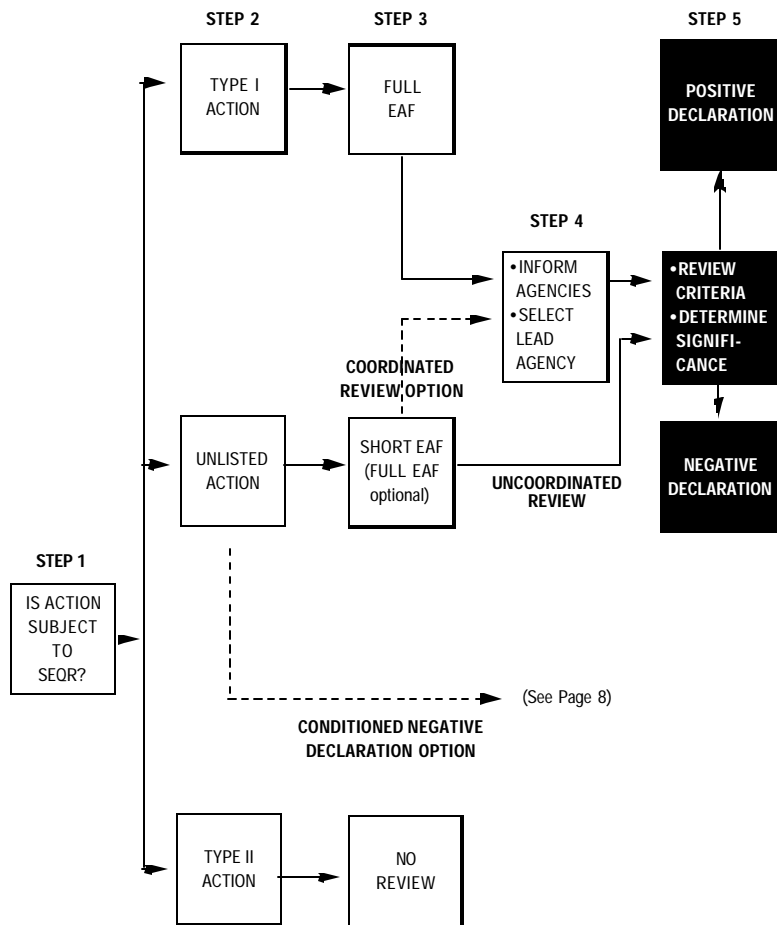 STEP 2
STEP 3
STEP 5
TYPE I
ACTION
FULL
EAF
POSITIVE
DECLARATION
STEP 4
•INFORM
AGENCIES
•SELECT
LEAD
AGENCY
•REVIEW
CRITERIA
•DETERMINE
SIGNIFI-
CANCE
COORDINATED
REVIEW OPTION
UNLISTED
ACTION
SHORT EAF
(FULL EAF
optional)
UNCOORDINATED
REVIEW
NEGATIVE
DECLARATION
STEP 1
IS ACTION
SUBJECT
TO
SEQR?
(See Page 8)
CONDITIONED NEGATIVE
DECLARATION OPTION
TYPE II
ACTION
NO
REVIEW